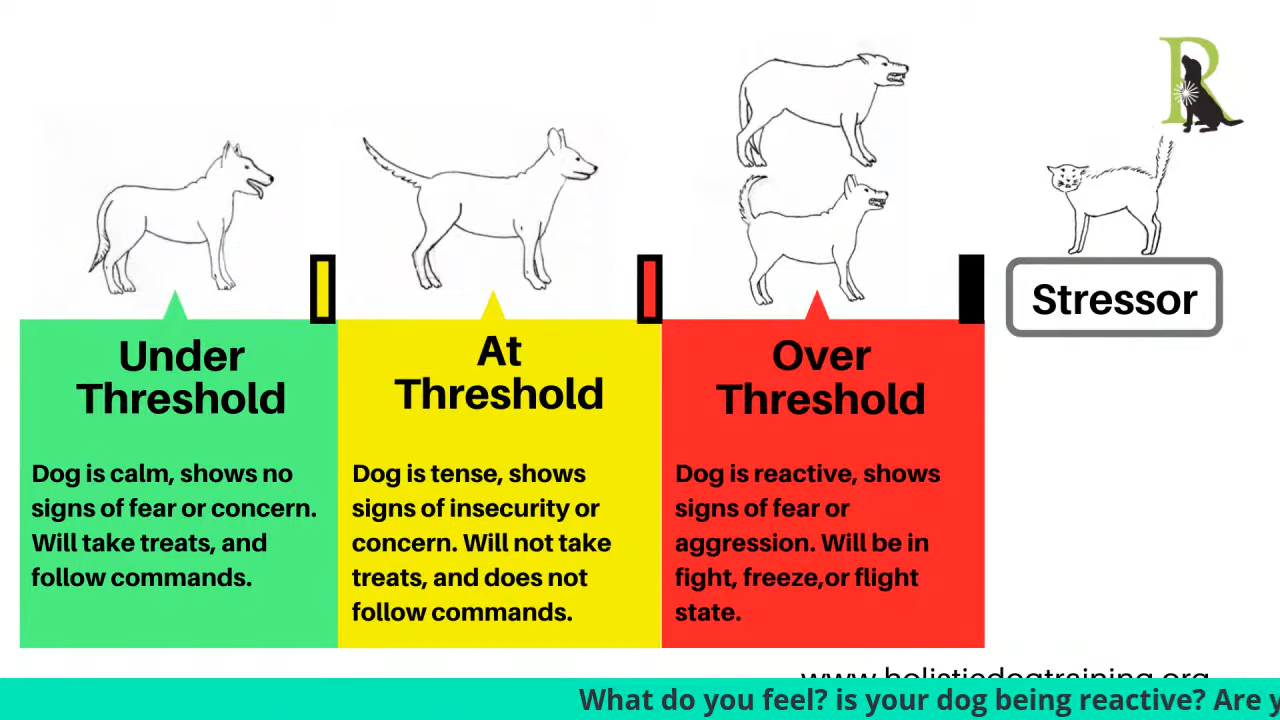 R
Stressor
Under
Threshold
Dog is calm, shows no
signs of fear or concern.
Will take treats, and
follow commands.
At
Threshold
Dog is tense, shows
signs of insecurity or
concern. Will not take
treats, and does not
follow commands.
Over
Threshold
Dog is reactive, shows
signs of fear or
aggression. Will be in
fight, freeze,or flight
state.
www.holisticdogtraining.org
What do you feel? is your dog being reactive? Are